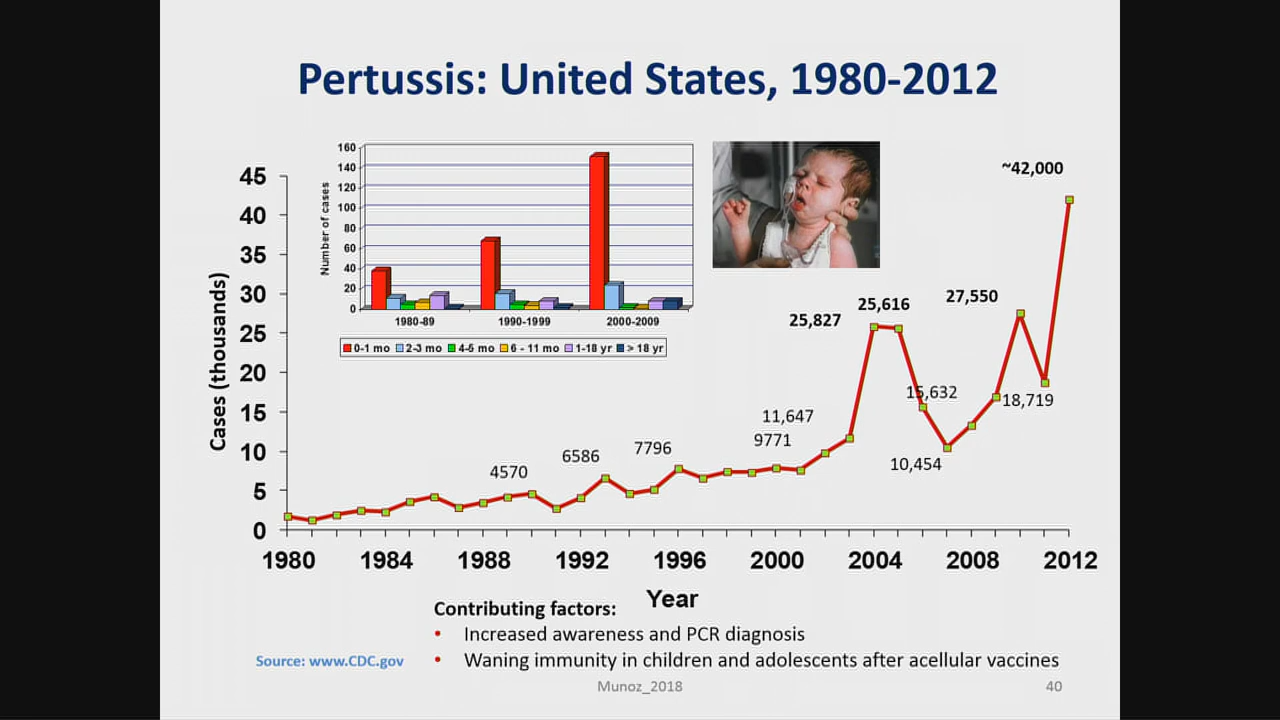 Pertussis: United States, 1980-2012
160
140
120
100
80
60
40
20
0
Number of cases
1980-89 1990-1999 2000-2009
0-1 mo 2-3 mo 4-5 mo 6 - 11 mo 1-18 yr > 18 yr
45
40
35
30
25
20
15
10
5
0
Cases (thousands)
4570
6586
7796
9771
11,647
25,827
25,616
15,632
10,454
27,550
18,719
~42,000
1980 1984 1988 1992 1996 2000 2004 2008 2012
Year
Contributing factors:
• Increased awareness and PCR diagnosis
• Waning immunity in children and adolescents after acellular vaccines
Source: www.CDC.gov
Munoz_2018
40